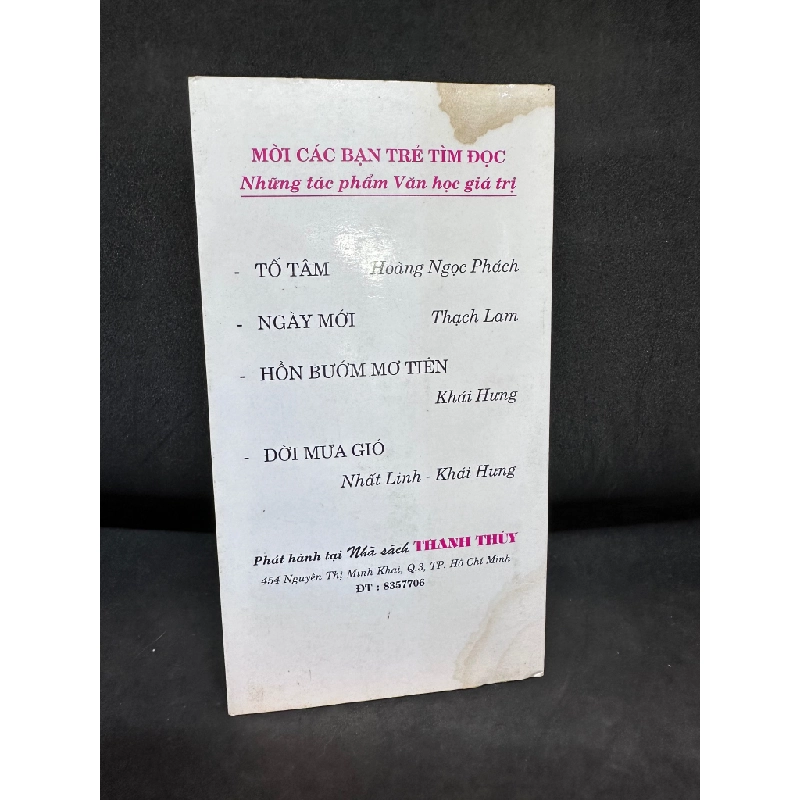 MỜI CÁC BẠN TRẺ TÌM ĐỌC
Những tác phẩm Văn học giá trị
- TỐ TÂM Hoàng Ngọc Phách
- NGÀY MỚI Thạch Lam
- HỒN BƯỚM MƠ TIÊN
Khái Hưng
- ĐỜI MƯA GIÓ
Nhất Linh - Khái Hưng
Phát hành tại Nhà sách THANH THỦY
454 Nguyễn Thị Minh Khai, Q.3, TP. Hồ Chí Minh
ĐT : 8357706